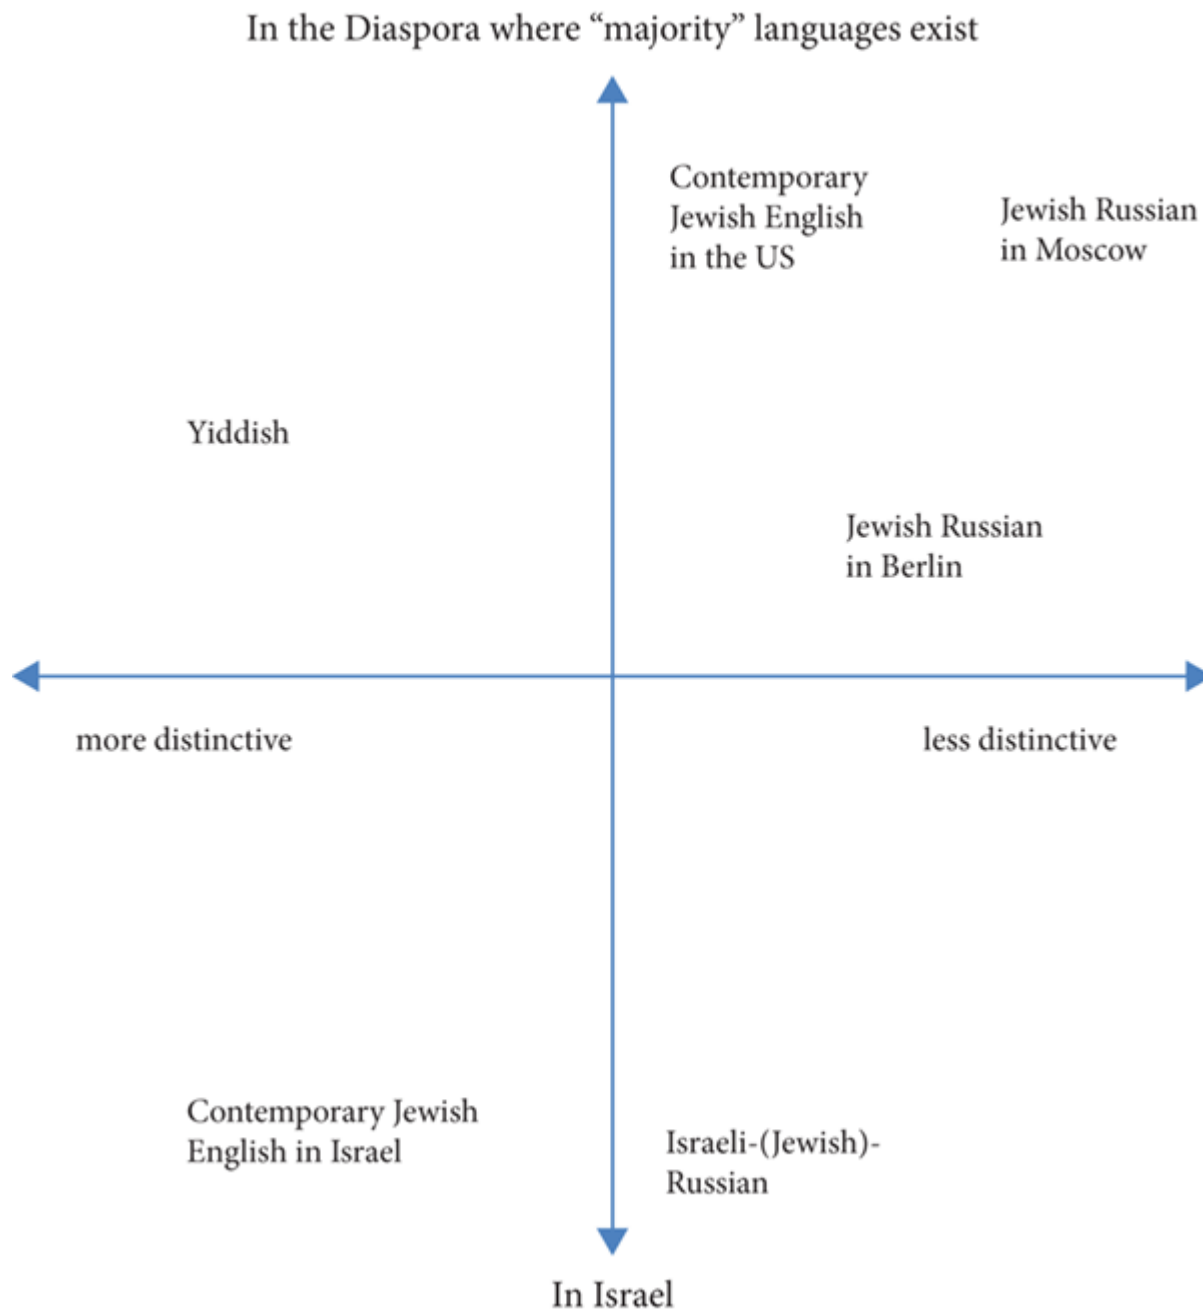 In the Diaspora where “majority” languages exist
Contemporary
Jewish English
in the US
Jewish Russian
in Moscow
Yiddish
Jewish Russian
in Berlin
more distinctive
less distinctive
Contemporary Jewish
English in Israel
Israeli-(Jewish)-
Russian
In Israel